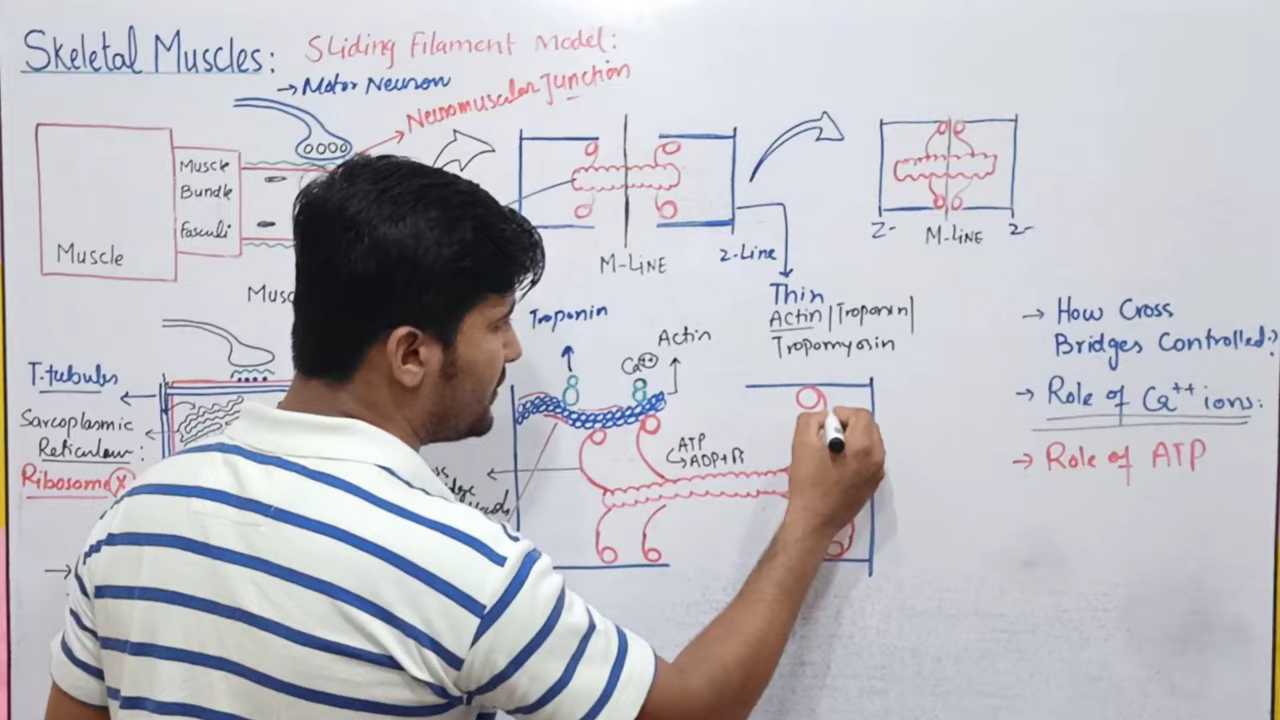 Skeletal Muscles: Sliding Filament Model:
→ Motor Neuron
Neuromuscular Junction
Muscle
Bundle
Fasculi
Muscle
Musc
M-LiNE
Z-Line
Z-
M-LiNE
Z-
Thin
Actin | Troponin |
Tropomyosin
Troponin
Ca++
Actin
ATP
ADP+Pi
T-tubules
Sarcoplasmic
Reticulum:
Ribosome X
→ How Cross
Bridges Controlled?
→ Role of Ca++ ions:
→ Role of ATP